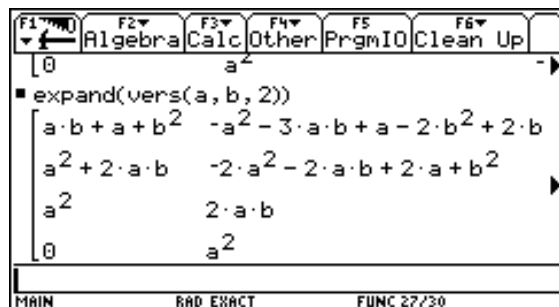 F1 F2 Algebra F3 Calc F4 Other F5 PrgmIO F6 Clean Up
[0 a²
▪ expand(vers(a,b,2))
a·b + a + b² -a² - 3·a·b + a - 2·b² + 2·b
a² + 2·a·b -2·a² - 2·a·b + 2·a + b²
a² 2·a·b
0 a²
MAIN RAD EXACT FUNC 27/30